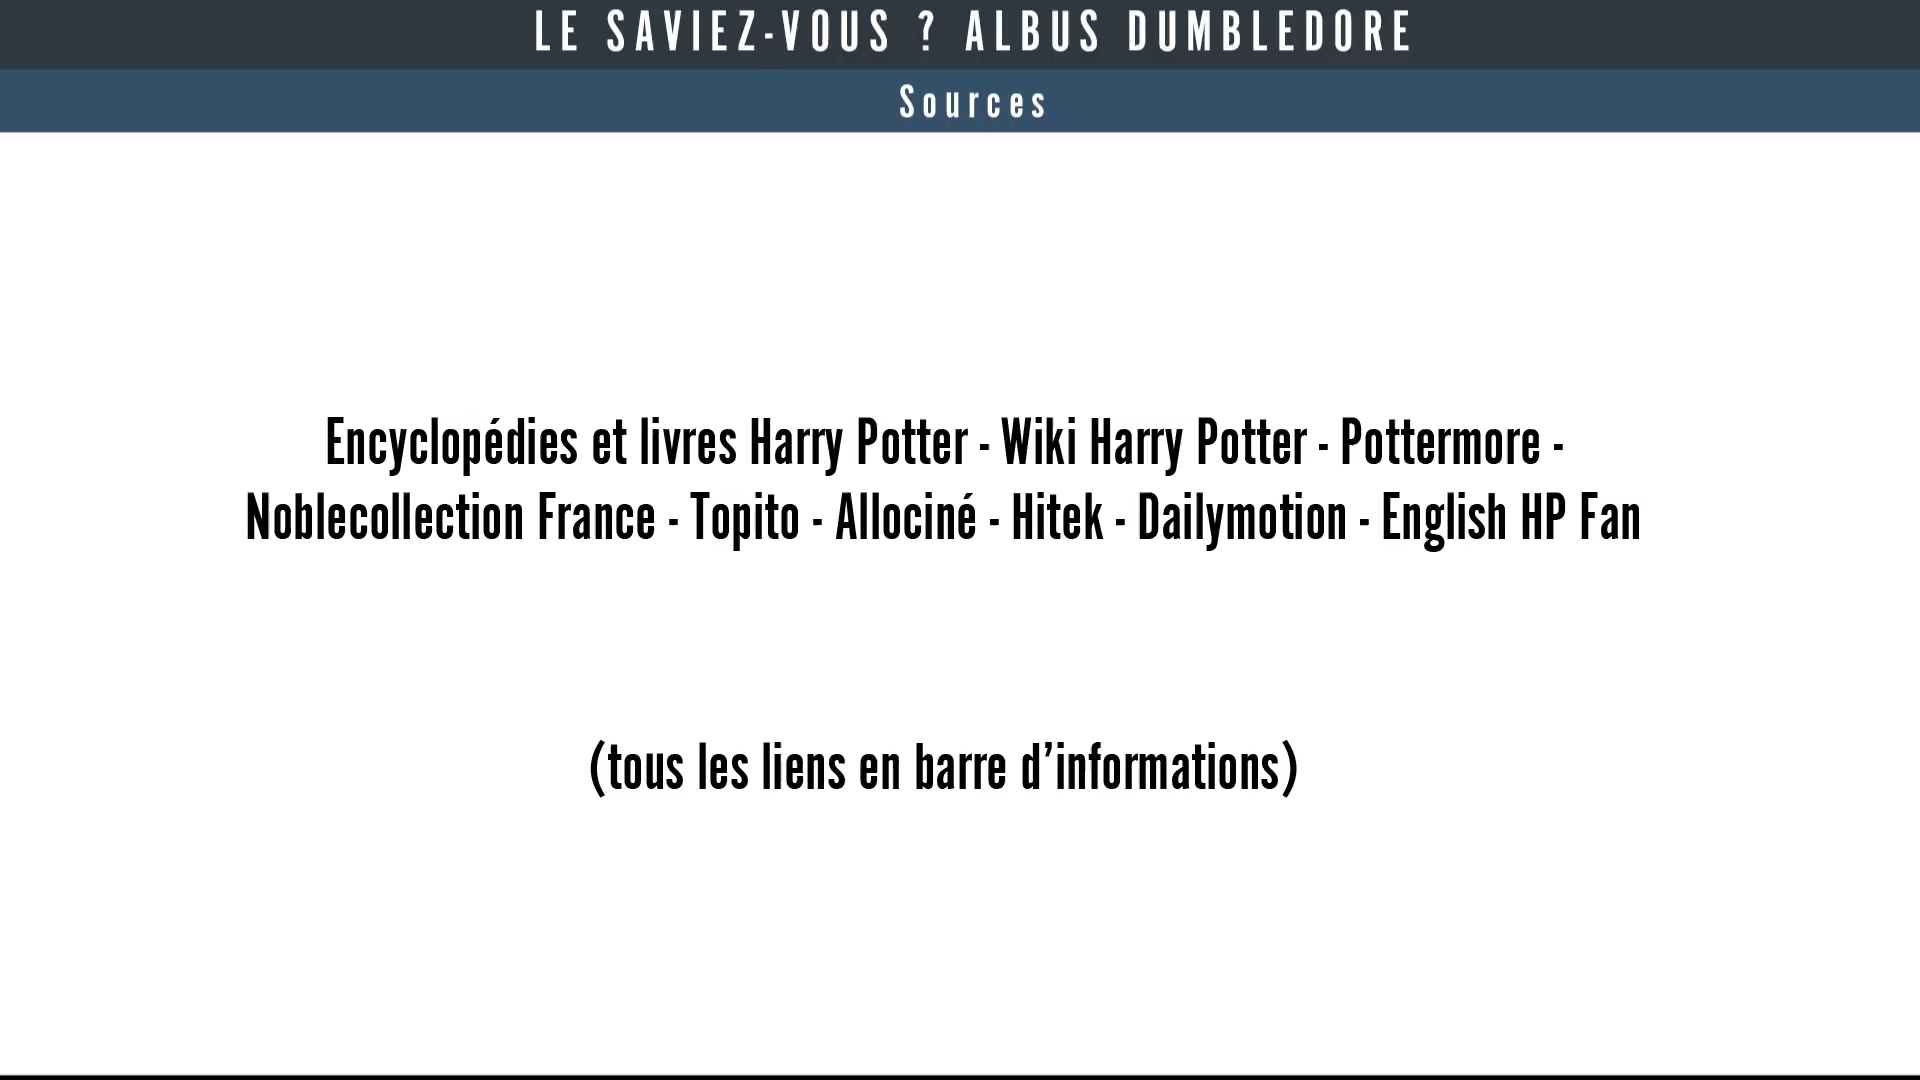 LE SAVIEZ-VOUS ? ALBUS DUMBLEDORE
Sources
Encyclopédies et livres Harry Potter - Wiki Harry Potter - Pottermore -
Noblecollection France - Topito - Allociné - Hitek - Dailymotion - English HP Fan
(tous les liens en barre d’informations)